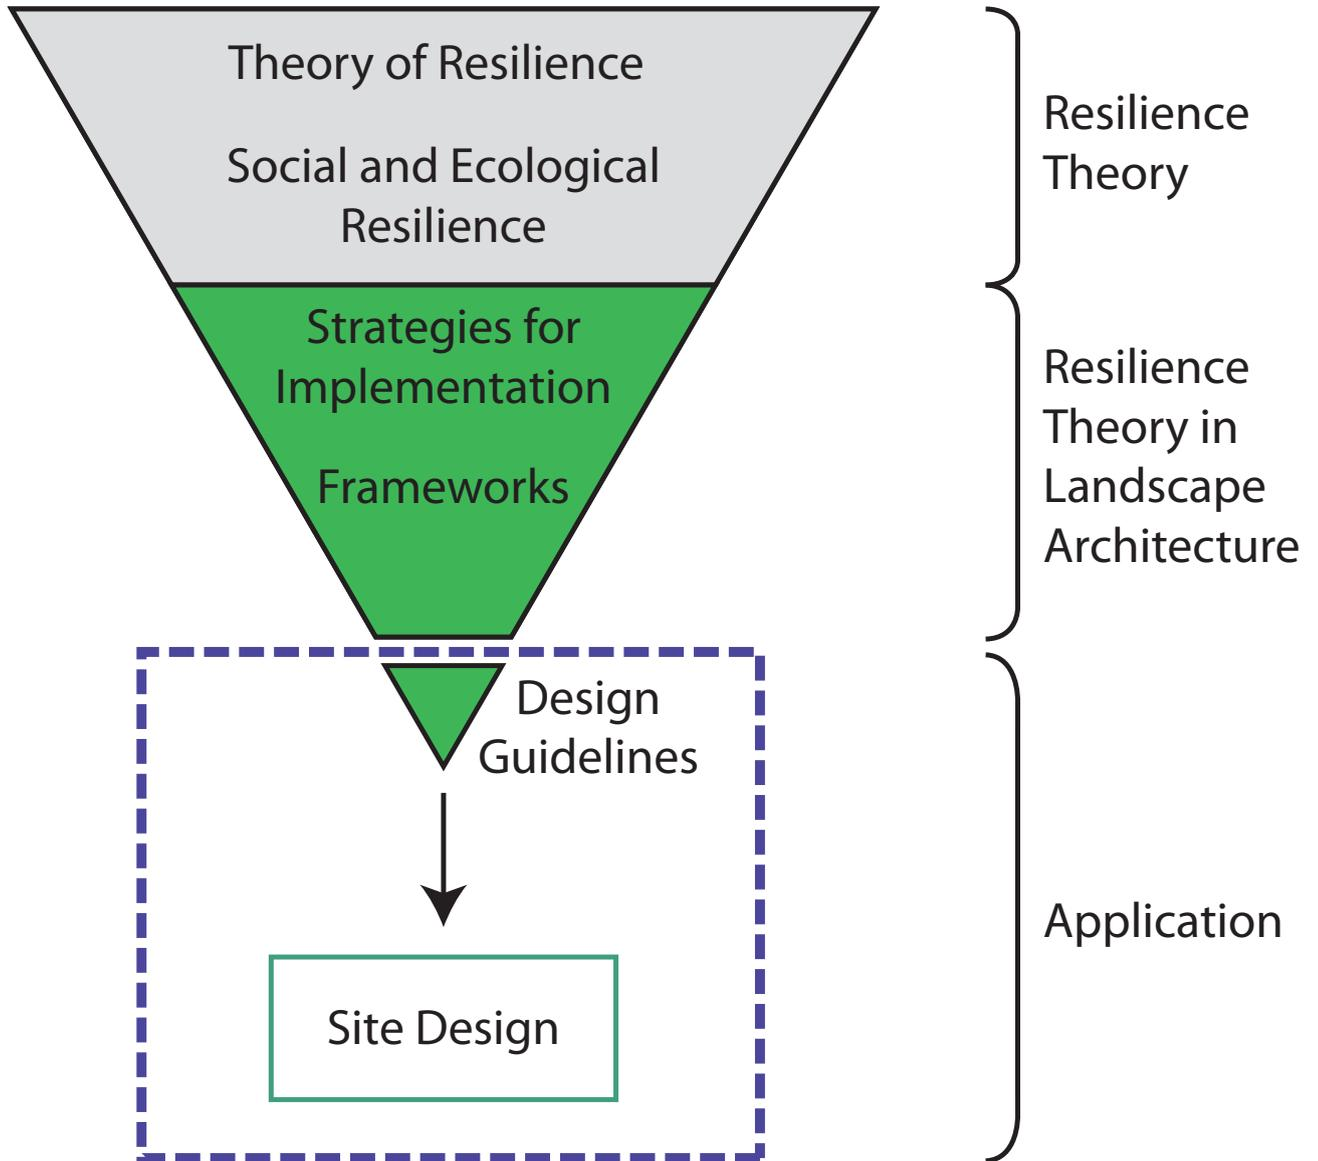 Theory of Resilience
Social and Ecological
Resilience
Resilience
Theory
Strategies for
Implementation
Frameworks
Resilience
Theory in
Landscape
Architecture
Design
Guidelines
Site Design
Application